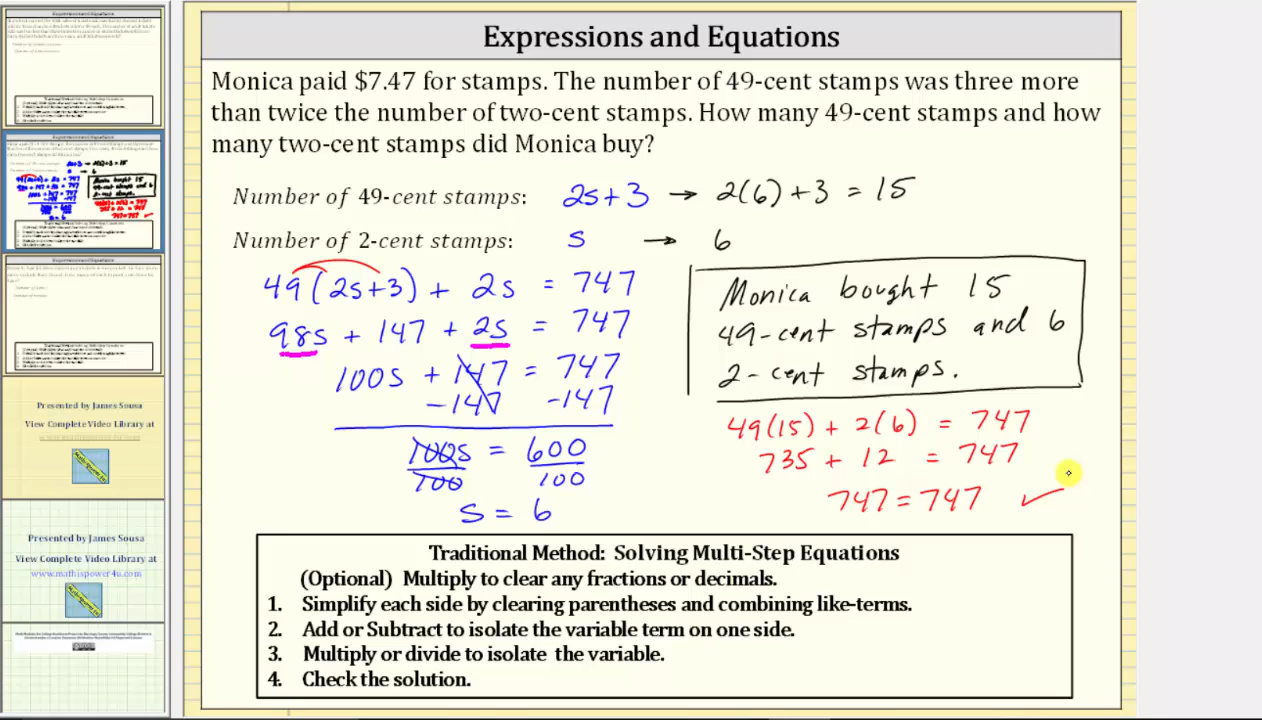 Expressions and Equations
Monica paid $7.47 for stamps. The number of 49-cent stamps was three more
than twice the number of two-cent stamps. How many 49-cent stamps and how
many two-cent stamps did Monica buy?
Number of 49-cent stamps: 2s+3 → 2(6)+3 = 15
Number of 2-cent stamps: s → 6
49(2s+3) + 2s = 747
98s + 147 + 2s = 747
100s + 147 = 747
-147 -147
100s = 600
100 100
s = 6
Monica bought 15
49-cent stamps and 6
2-cent stamps.
49(15) + 2(6) = 747
735 + 12 = 747
747 = 747 ✓
Traditional Method: Solving Multi-Step Equations
(Optional) Multiply to clear any fractions or decimals.
1. Simplify each side by clearing parentheses and combining like-terms.
2. Add or Subtract to isolate the variable term on one side.
3. Multiply or divide to isolate the variable.
4. Check the solution.
Presented by James Sousa
View Complete Video Library at
Presented by James Sousa
View Complete Video Library at
www.mathispower4u.com